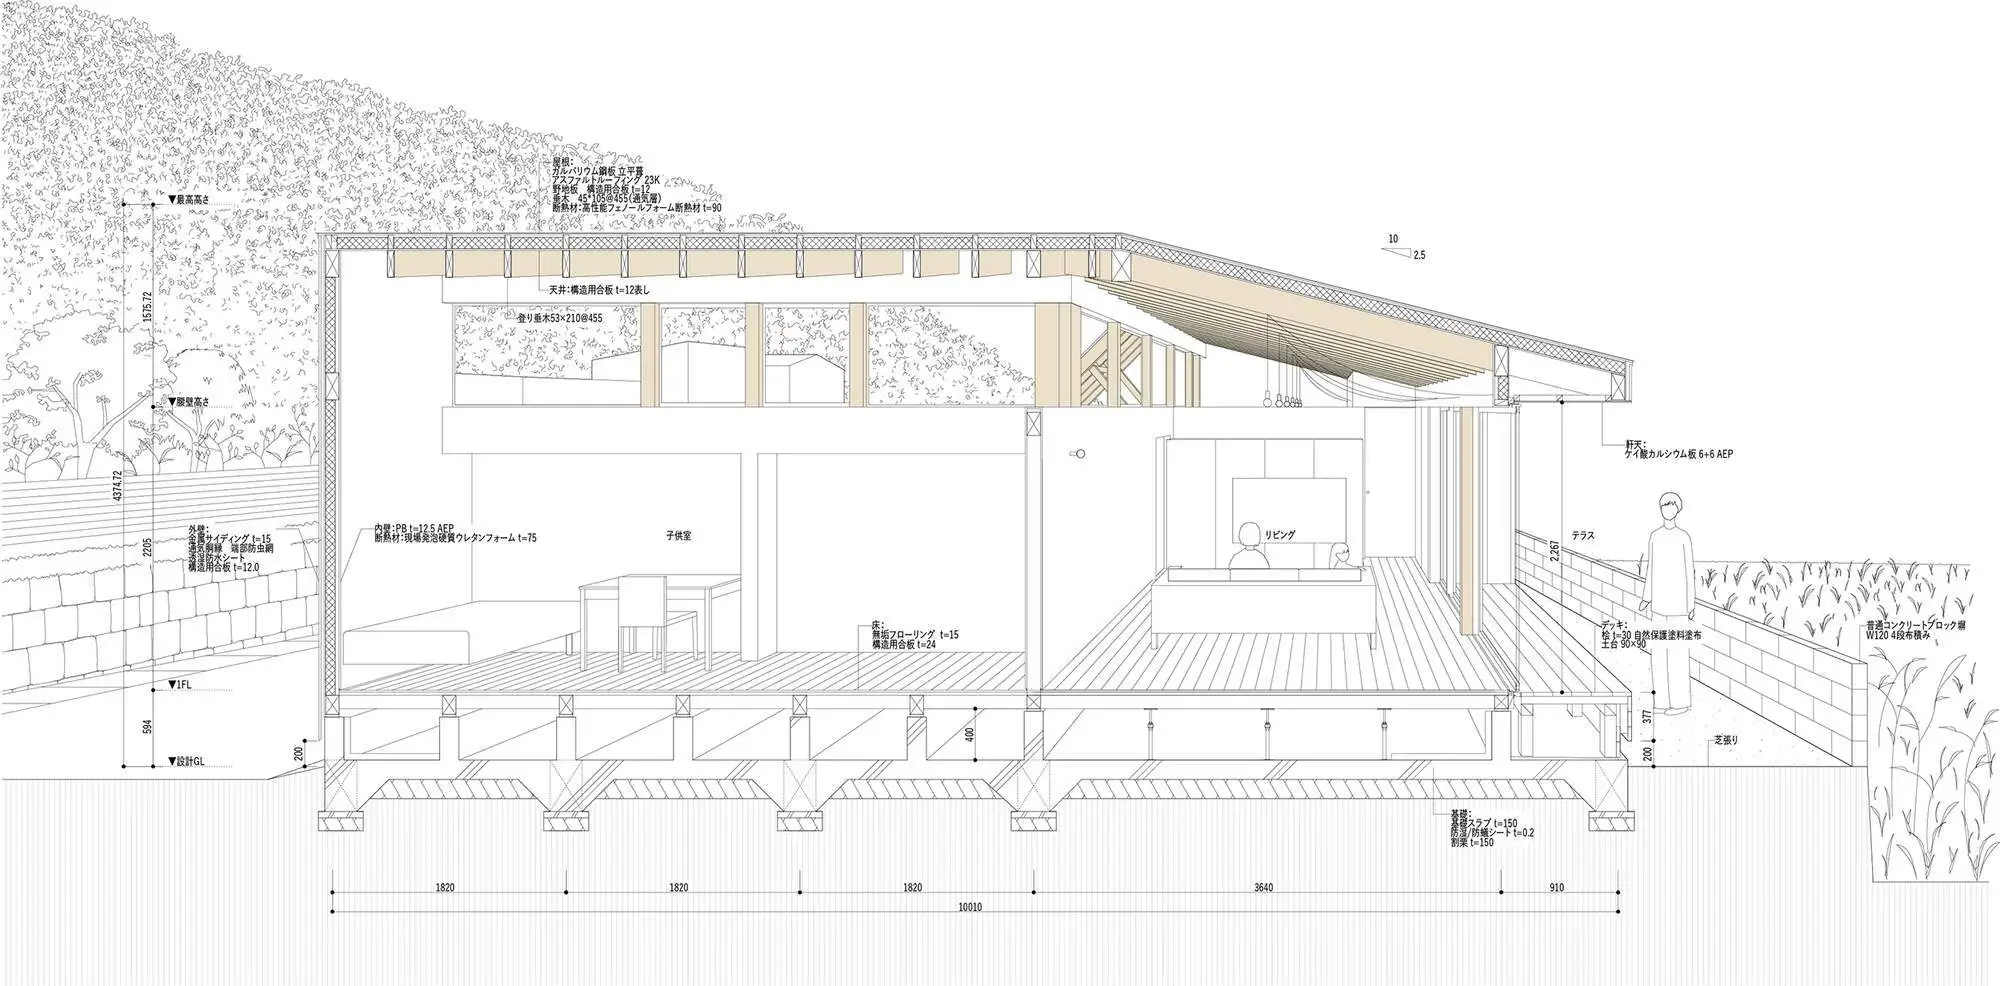 屋根:
ガルバリウム鋼板 立平葺
アスファルトルーフィング 23K
野地板 構造用合板 t=12
垂木 45*105@455(通気層)
断熱材:高性能フェノールフォーム断熱材 t=90
▼最高高さ
10
2.5
天井:構造用合板 t=12表し
登り垂木53×210@455
1575.72
▼腰壁高さ
軒天:
ケイ酸カルシウム板 6+6 AEP
4374.72
2205
外壁:
金属サイディング t=15
通気胴縁 端部防虫網
透湿防水シート
構造用合板 t=12.0
内壁:PB t=12.5 AEP
断熱材:現場発泡硬質ウレタンフォーム t=75
子供室
リビング
2,267
テラス
床:
無垢フローリング t=15
構造用合板 t=24
デッキ:
桧 t=30 自然保護塗料塗布
土台 90×90
普通コンクリートブロック塀
W120 4段布積み
▼1FL
594
200
400
377
200
芝張り
▼設計GL
基礎:
基礎スラブ t=150
防湿/防蟻シート t=0.2
割栗 t=150
1820
1820
1820
3640
910
10010